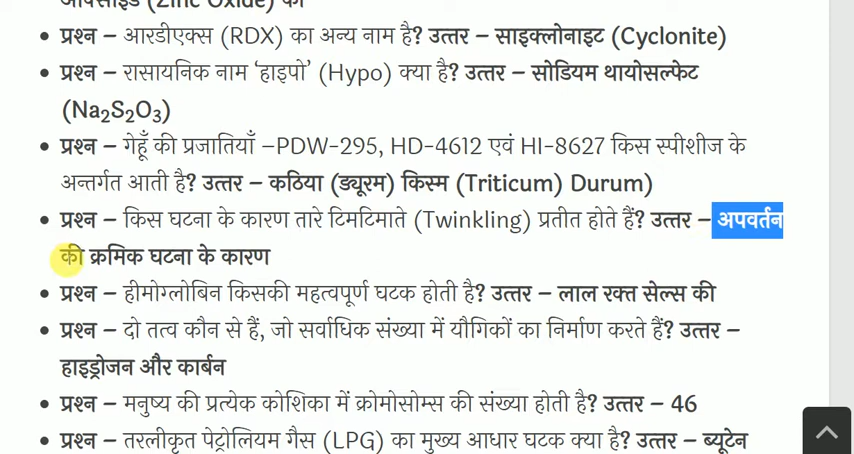 आक्साइड (Zinc Oxide) का
प्रश्न – आरडीएक्स (RDX) का अन्य नाम है? उत्तर – साइक्लोनाइट (Cyclonite)
प्रश्न – रासायनिक नाम 'हाइपो' (Hypo) क्या है? उत्तर – सोडियम थायोसल्फेट
(Na₂S₂O₃)
प्रश्न – गेहूँ की प्रजातियाँ –PDW-295, HD-4612 एवं HI-8627 किस स्पीशीज के
अन्तर्गत आती है? उत्तर – कठिया (ड्यूरम) किस्म (Triticum) Durum)
प्रश्न – किस घटना के कारण तारे टिमटिमाते (Twinkling) प्रतीत होते हैं? उत्तर – अपवर्तन
की क्रमिक घटना के कारण
प्रश्न – हीमोग्लोबिन किसकी महत्वपूर्ण घटक होती है? उत्तर – लाल रक्त सेल्स की
प्रश्न – दो तत्व कौन से हैं, जो सर्वाधिक संख्या में यौगिकों का निर्माण करते हैं? उत्तर –
हाइड्रोजन और कार्बन
प्रश्न – मनुष्य की प्रत्येक कोशिका में क्रोमोसोम्स की संख्या होती है? उत्तर – 46
प्रश्न – तरलीकृत पेट्रोलियम गैस (LPG) का मुख्य आधार घटक क्या है? उत्तर – ब्यूटेन